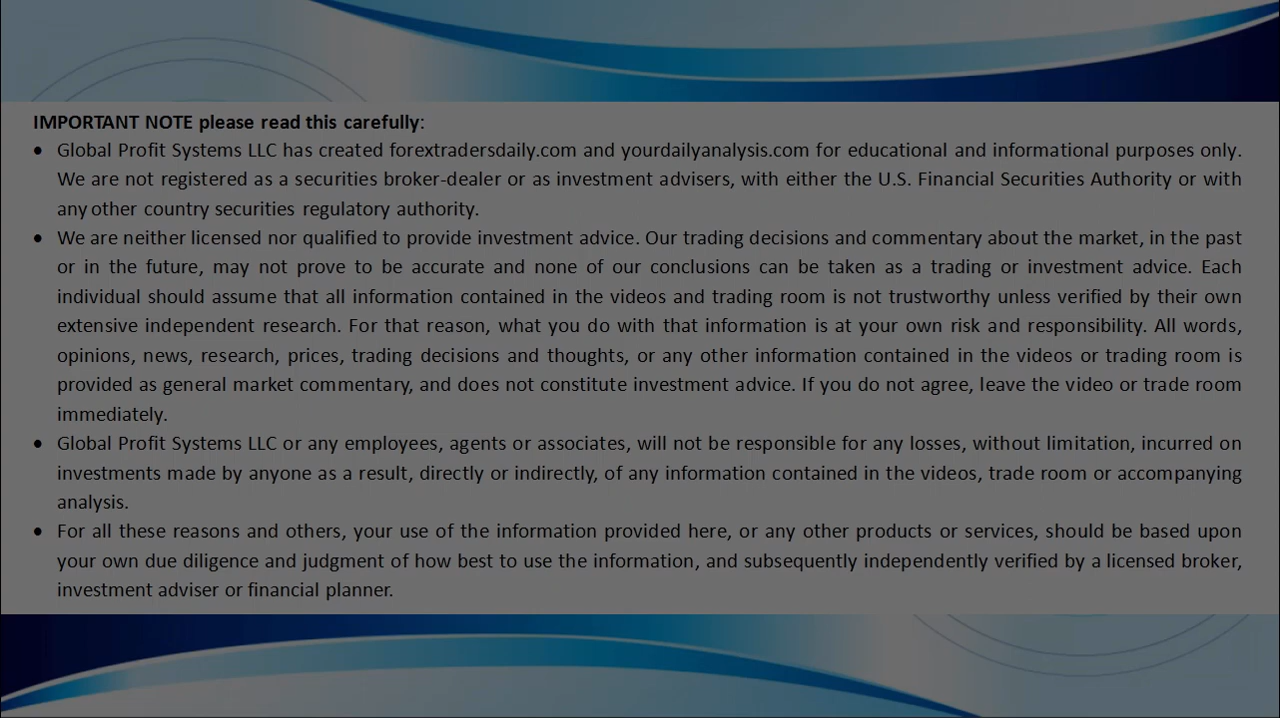 IMPORTANT NOTE please read this carefully:
• Global Profit Systems LLC has created forextradersdaily.com and yourdailyanalysis.com for educational and informational purposes only.
We are not registered as a securities broker-dealer or as investment advisers, with either the U.S. Financial Securities Authority or with
any other country securities regulatory authority.
• We are neither licensed nor qualified to provide investment advice. Our trading decisions and commentary about the market, in the past
or in the future, may not prove to be accurate and none of our conclusions can be taken as a trading or investment advice. Each
individual should assume that all information contained in the videos and trading room is not trustworthy unless verified by their own
extensive independent research. For that reason, what you do with that information is at your own risk and responsibility. All words,
opinions, news, research, prices, trading decisions and thoughts, or any other information contained in the videos or trading room is
provided as general market commentary, and does not constitute investment advice. If you do not agree, leave the video or trade room
immediately.
• Global Profit Systems LLC or any employees, agents or associates, will not be responsible for any losses, without limitation, incurred on
investments made by anyone as a result, directly or indirectly, of any information contained in the videos, trade room or accompanying
analysis.
• For all these reasons and others, your use of the information provided here, or any other products or services, should be based upon
your own due diligence and judgment of how best to use the information, and subsequently independently verified by a licensed broker,
investment adviser or financial planner.